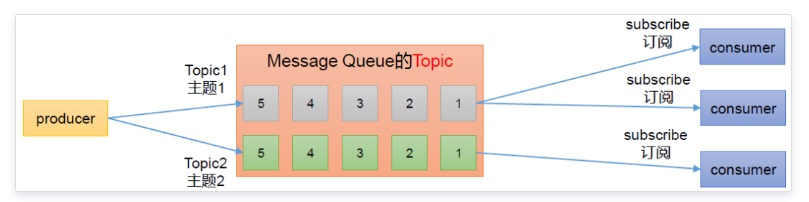 producer
Topic1
主题1
Topic2
主题2
Message Queue的Topic
5 4 3 2 1
5 4 3 2 1
subscribe
订阅
consumer
subscribe
订阅
consumer
subscribe
订阅
consumer